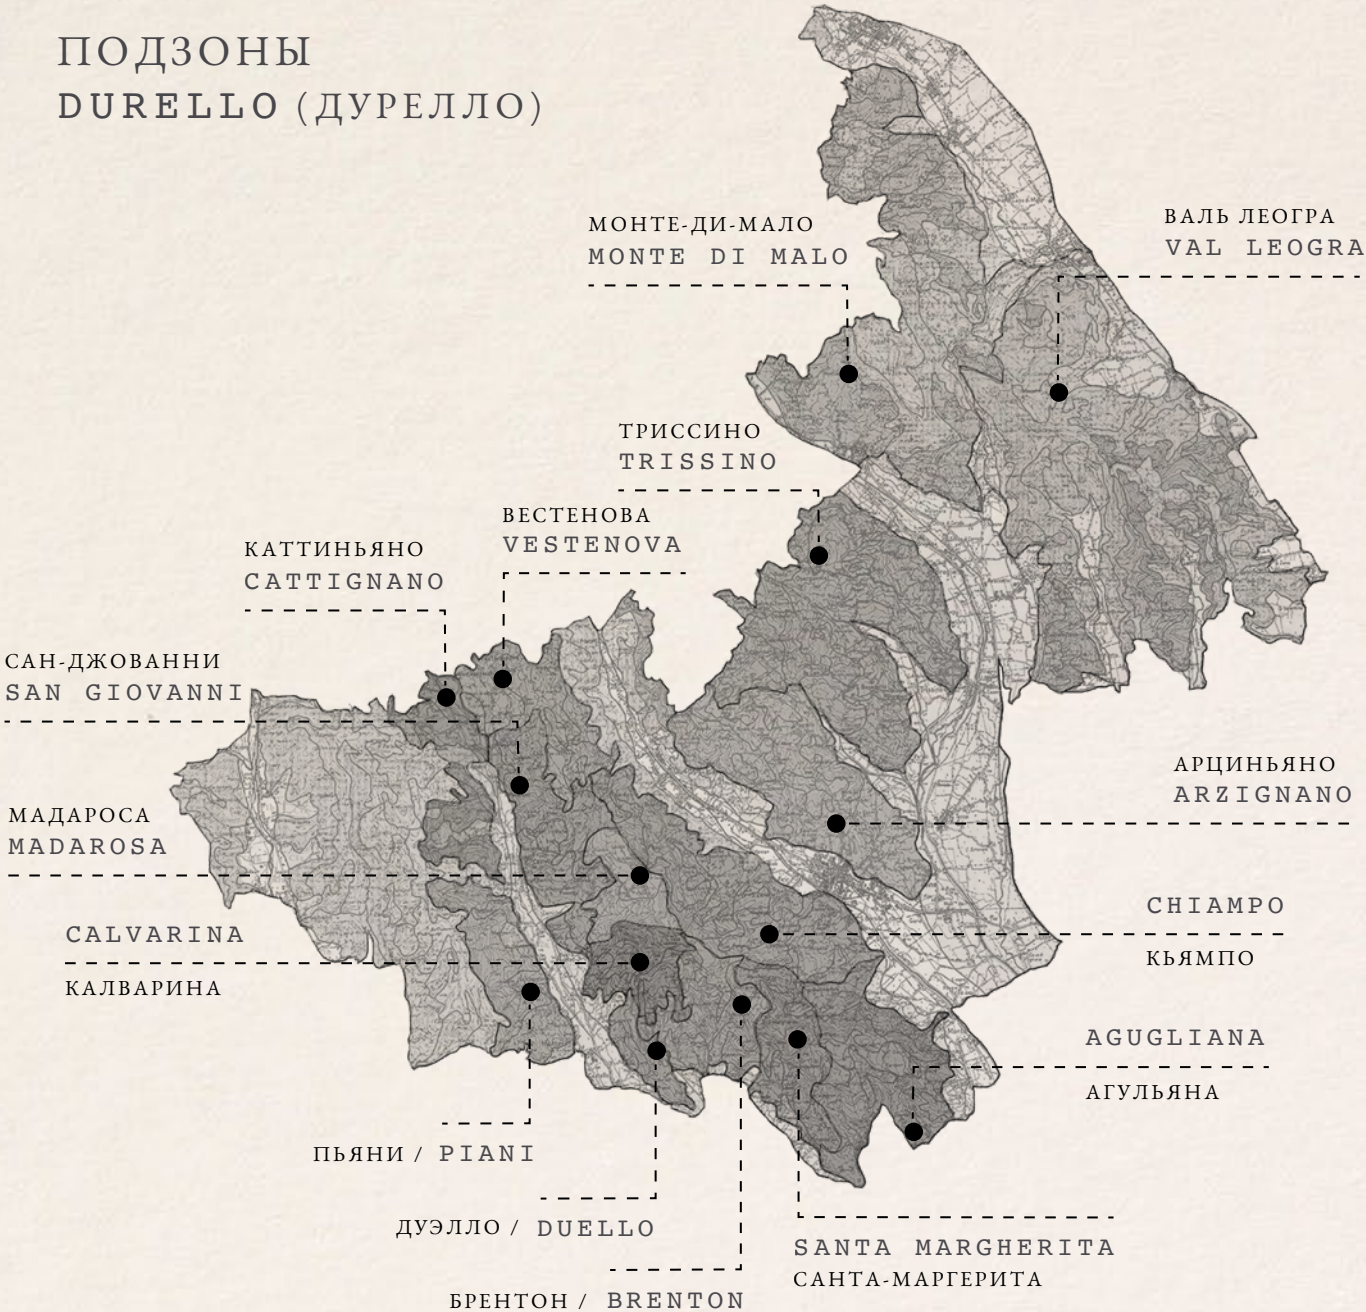 ПОДЗОНЫ
DURELLO (ДУРЕЛЛО)
МОНТЕ-ДИ-МАЛО
MONTE DI MALO
ВАЛЬ ЛЕОГРА
VAL LEOGRA
ТРИССИНО
TRISSINO
ВЕСТЕНОВА
VESTENOVA
КАТТИНЬЯНО
CATTIGNANO
САН-ДЖОВАННИ
SAN GIOVANNI
АРЦИНЬЯНО
ARZIGNANO
МАДАРОСА
MADAROSA
CHIAMPO
КЬЯМПО
CALVARINA
КАЛВАРИНА
AGUGLIANA
АГУЛЬЯНА
ПЬЯНИ / PIANI
ДУЭЛЛО / DUELLO
SANTA MARGHERITA
САНТА-МАРГЕРИТА
БРЕНТОН / BRENTON